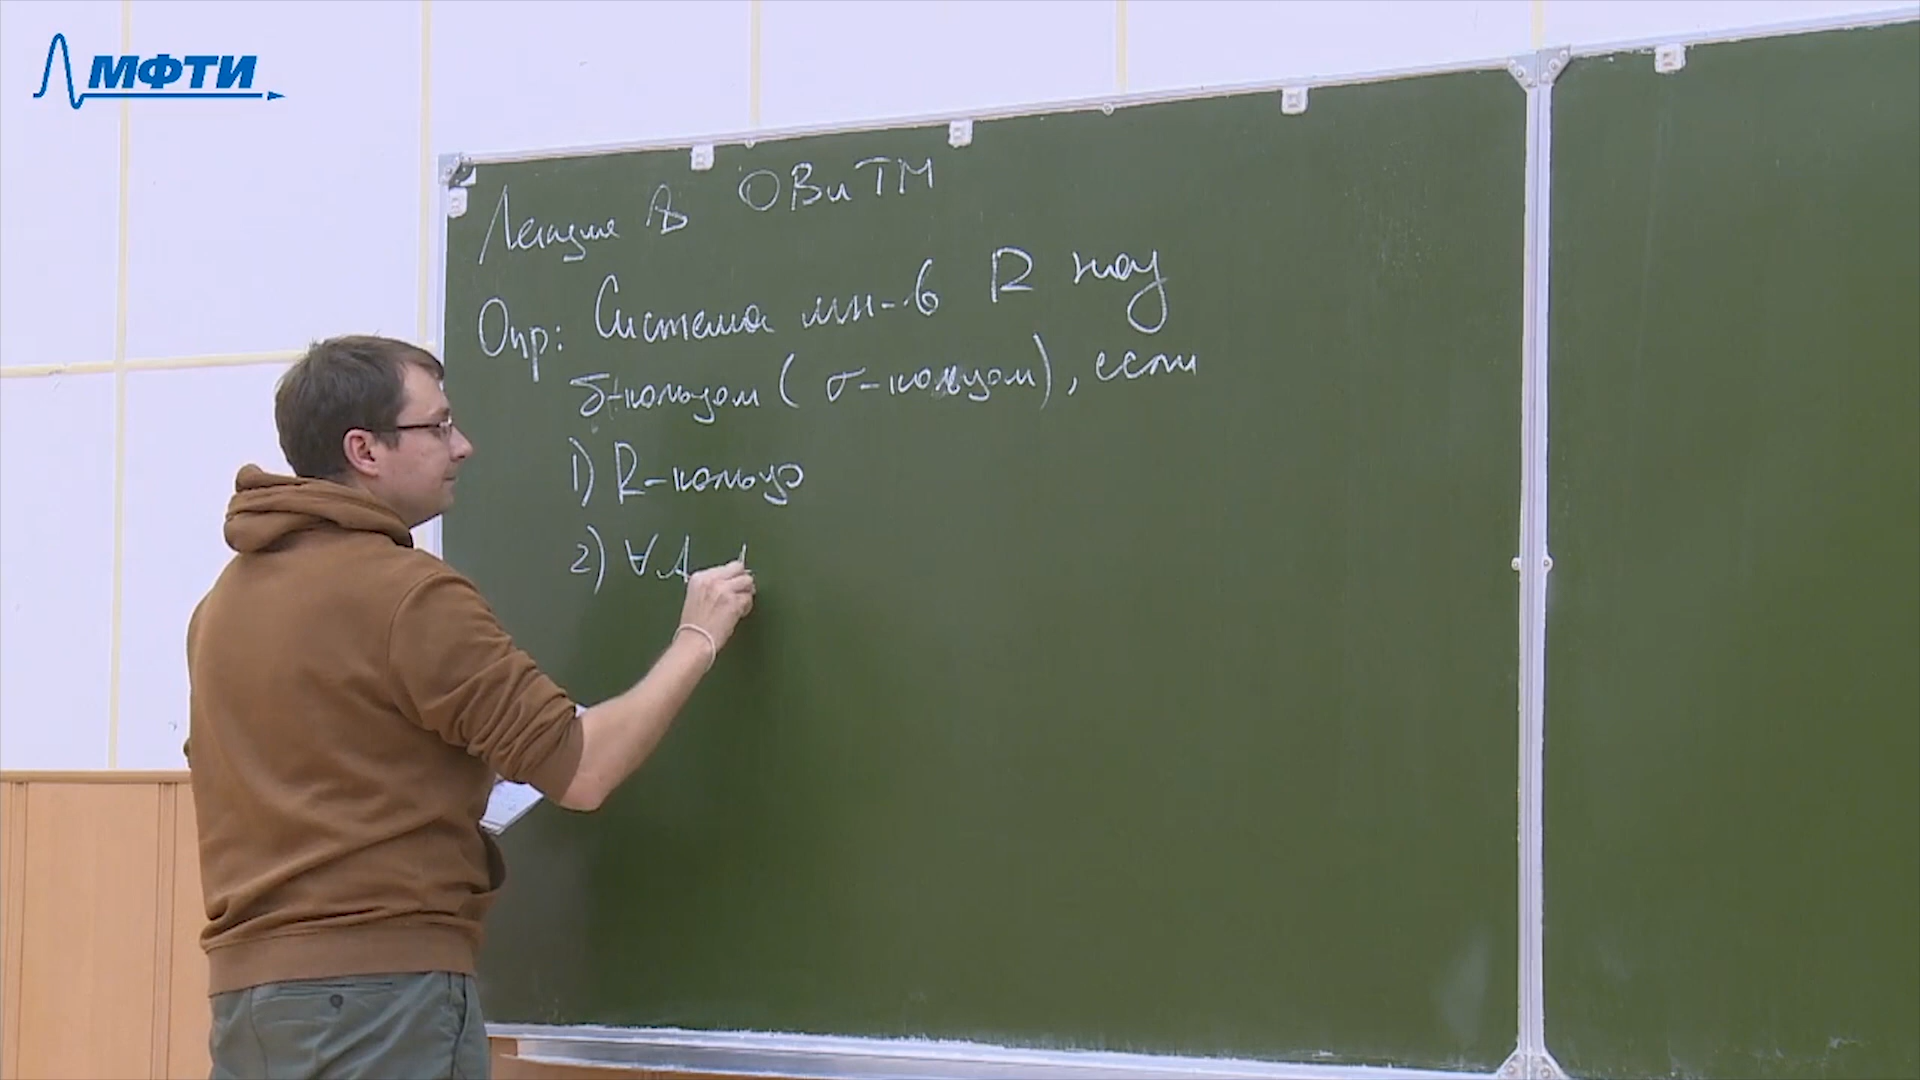 МФТИ
Лекция 8 ОВиТМ
Опр: Система мн-в R наз
δ-кольцом ( σ-кольцом), если
1) R-кольцо
2) ∀A